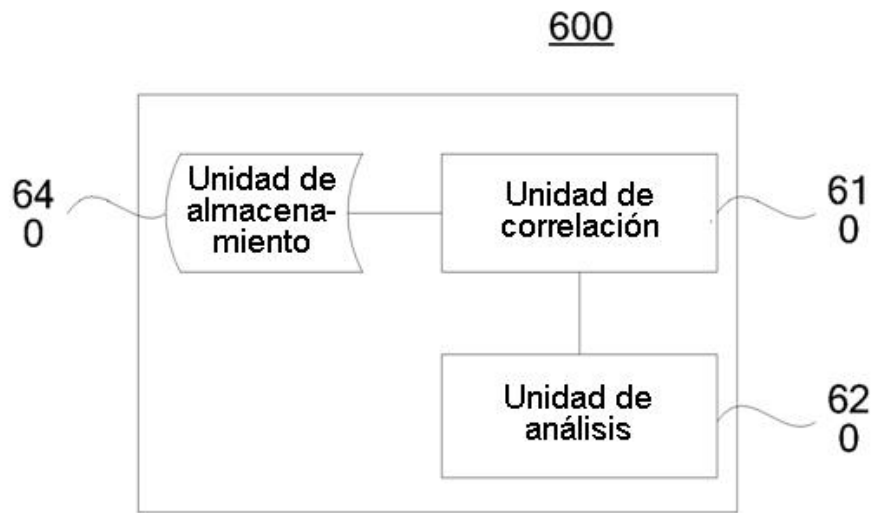 600
Unidad de
almacena-
miento
64
0
Unidad de
correlación
61
0
Unidad de
análisis
62
0